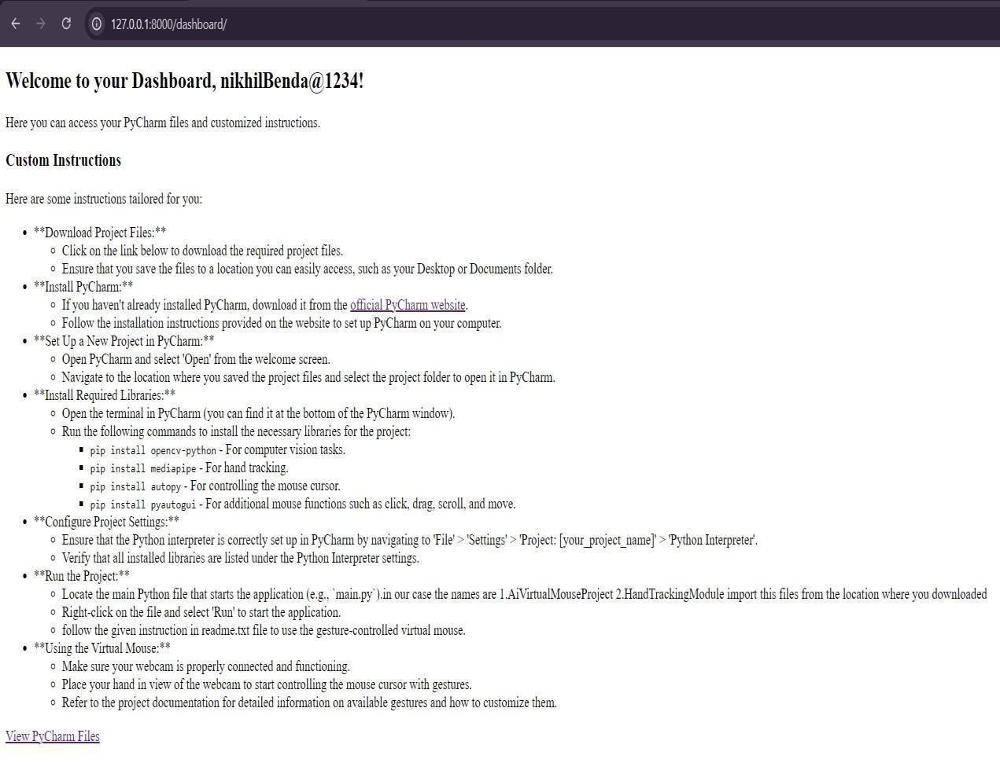 127.0.0.1:8000/dashboard/
Welcome to your Dashboard, nikhilBenda@1234!
Here you can access your PyCharm files and customized instructions.
Custom Instructions
Here are some instructions tailored for you:
**Download Project Files:**
Click on the link below to download the required project files.
Ensure that you save the files to a location you can easily access, such as your Desktop or Documents folder.
**Install PyCharm:**
If you haven't already installed PyCharm, download it from the official PyCharm website.
Follow the installation instructions provided on the website to set up PyCharm on your computer.
**Set Up a New Project in PyCharm:**
Open PyCharm and select 'Open' from the welcome screen.
Navigate to the location where you saved the project files and select the project folder to open it in PyCharm.
**Install Required Libraries:**
Open the terminal in PyCharm (you can find it at the bottom of the PyCharm window).
Run the following commands to install the necessary libraries for the project:
pip install opencv-python - For computer vision tasks.
pip install mediapipe - For hand tracking.
pip install autopy - For controlling the mouse cursor.
pip install pyautogui - For additional mouse functions such as click, drag, scroll, and move.
**Configure Project Settings:**
Ensure that the Python interpreter is correctly set up in PyCharm by navigating to 'File' > 'Settings' > 'Project: [your_project_name]' > 'Python Interpreter'.
Verify that all installed libraries are listed under the Python Interpreter settings.
**Run the Project:**
Locate the main Python file that starts the application (e.g., `main.py`).in our case the names are 1.AiVirtualMouseProject 2.HandTrackingModule import this files from the location where you downloaded
Right-click on the file and select 'Run' to start the application.
follow the given instruction in readme.txt file to use the gesture-controlled virtual mouse.
**Using the Virtual Mouse:**
Make sure your webcam is properly connected and functioning.
Place your hand in view of the webcam to start controlling the mouse cursor with gestures.
Refer to the project documentation for detailed information on available gestures and how to customize them.
View PyCharm Files